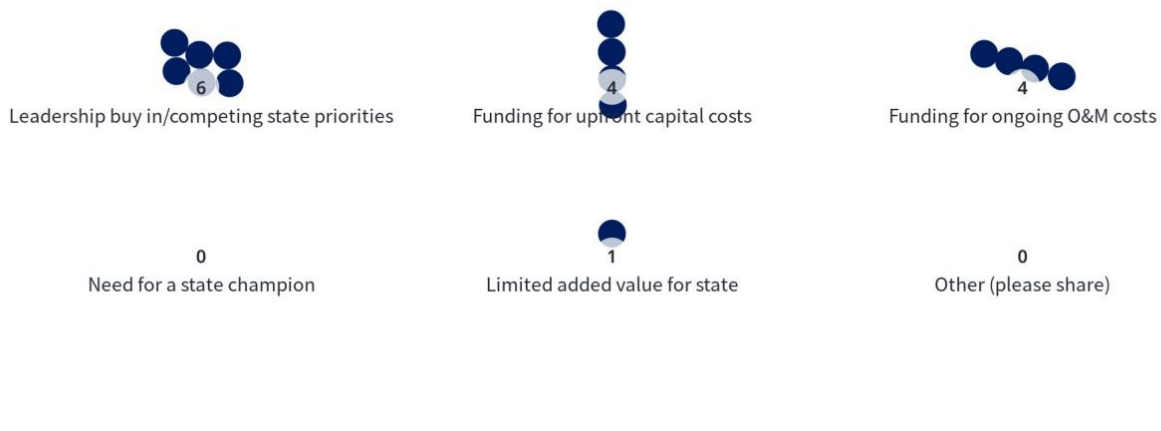 6
4
4
Leadership buy in/competing state priorities
Funding for upfront capital costs
Funding for ongoing O&M costs
0
1
0
Need for a state champion
Limited added value for state
Other (please share)